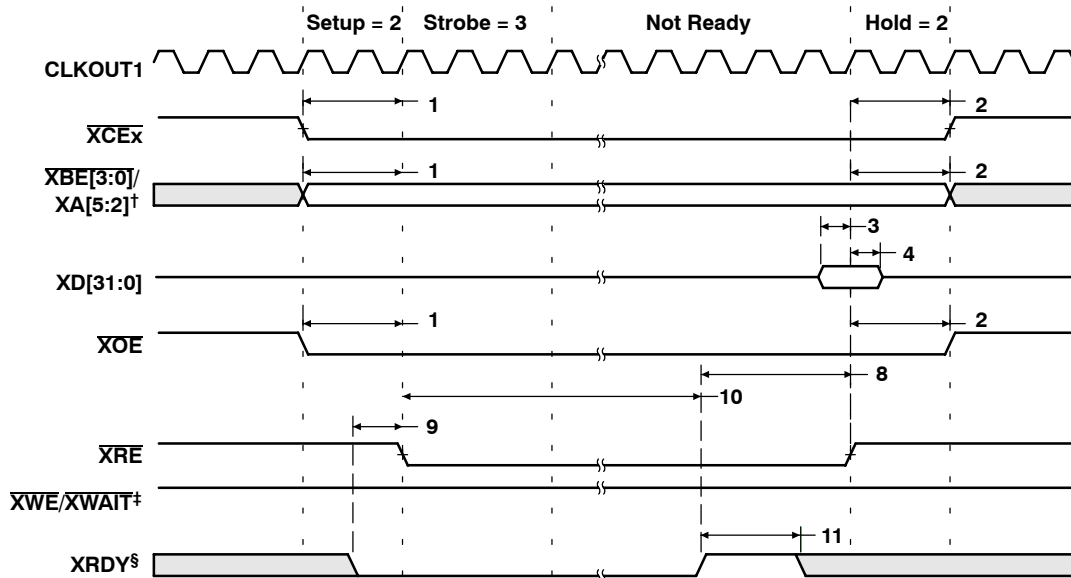 Setup = 2 Strobe = 3 Not Ready Hold = 2
CLKOUT1
1 2
XCEx
1 2
XBE[3:0]/
XA[5:2]†
3
4
XD[31:0]
1 2
XOE
8
10
9
XRE
XWE/XWAIT‡
11
XRDY§